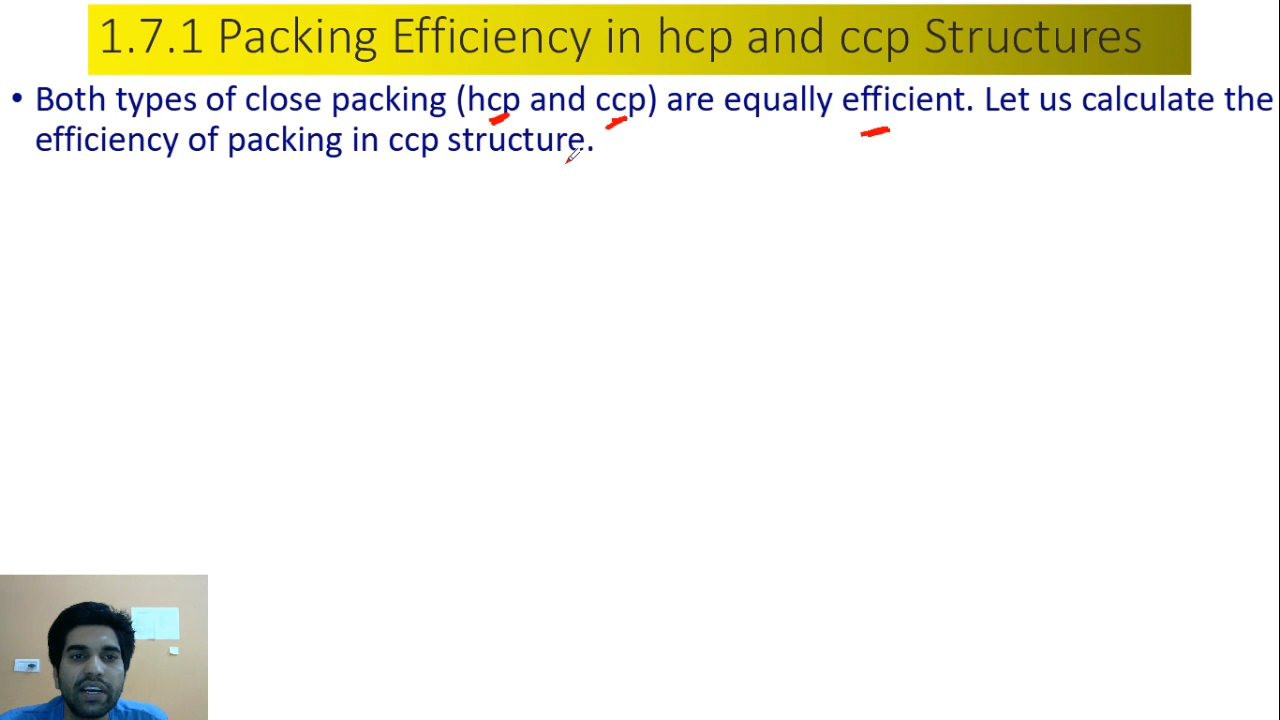 1.7.1 Packing Efficiency in hcp and ccp Structures
• Both types of close packing (hcp and ccp) are equally efficient. Let us calculate the
efficiency of packing in ccp structure.